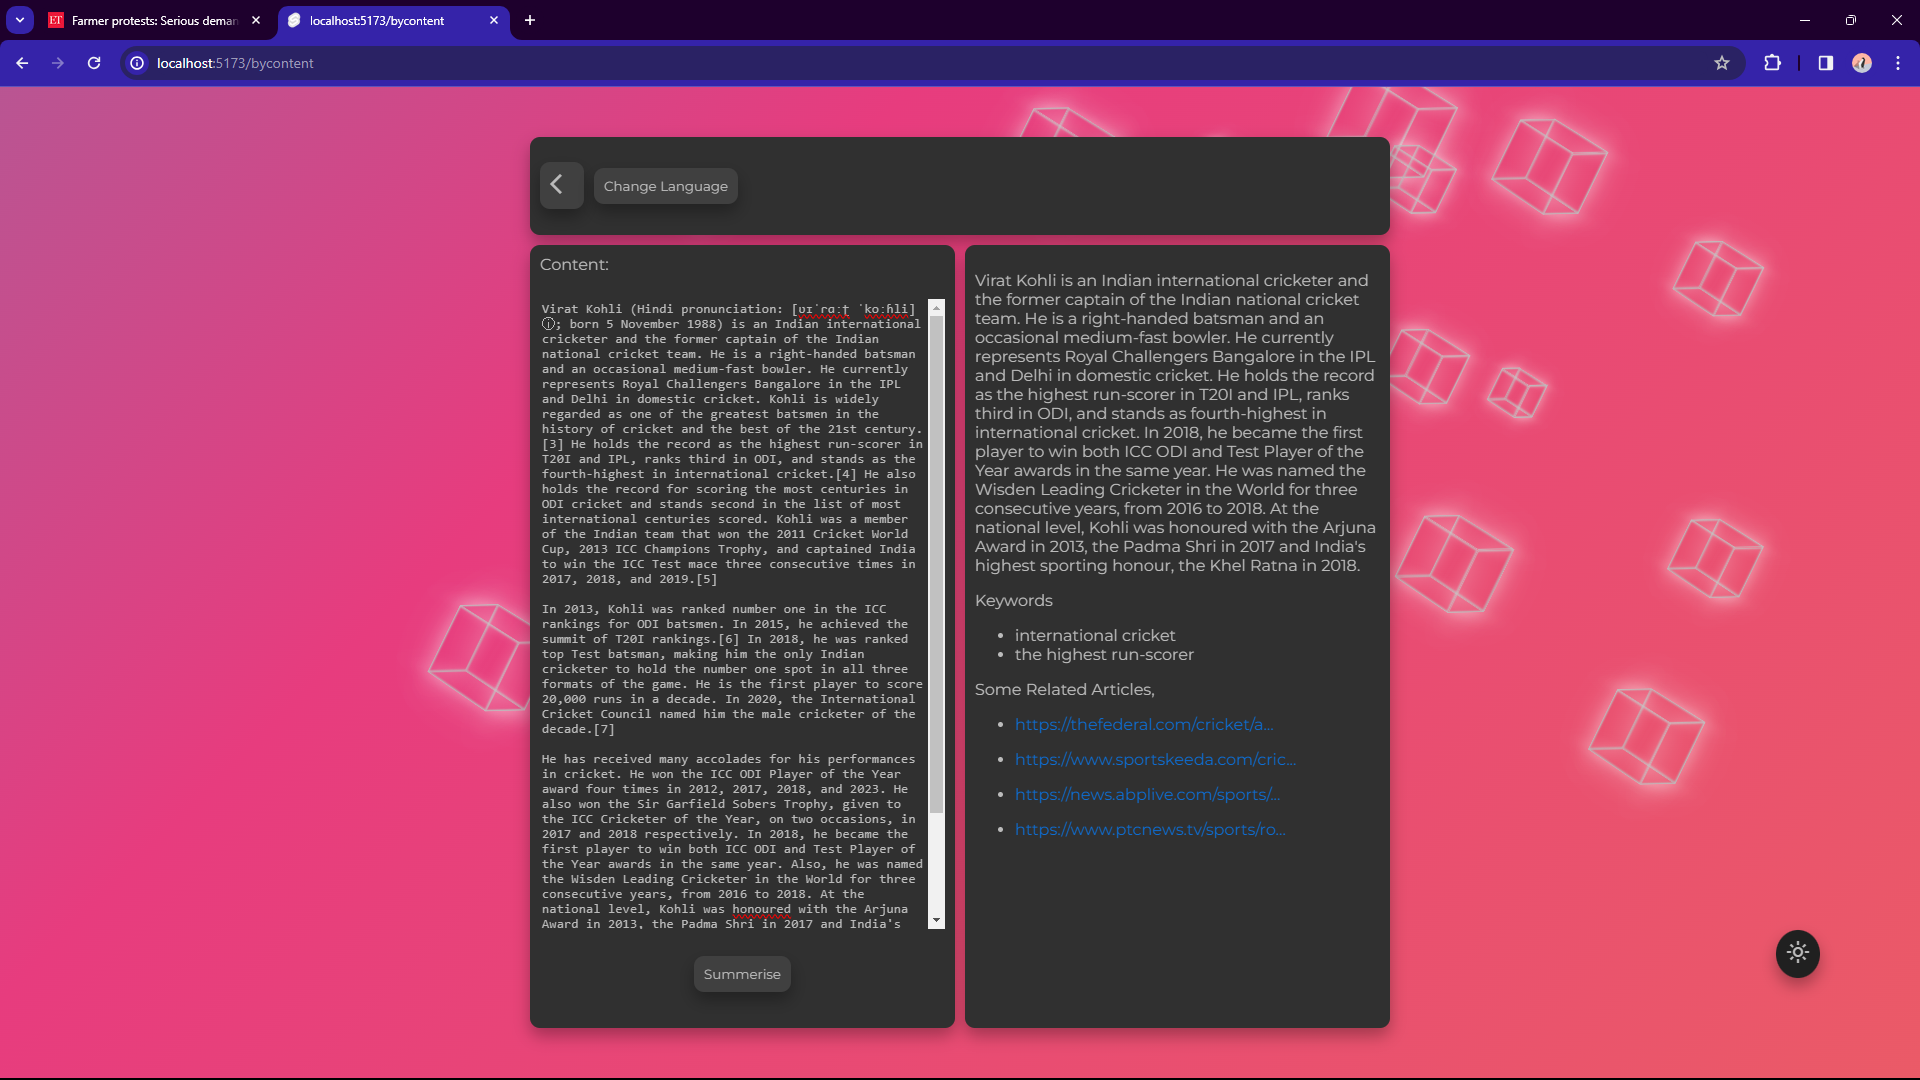 Farmer protests: Serious deman
localhost:5173/bycontent
localhost:5173/bycontent
Change Language
Content:
Virat Kohli (Hindi pronunciation: [ʋɪˈɾɑːʈ ˈkoːɦli]
ⓘ; born 5 November 1988) is an Indian international
cricketer and the former captain of the Indian
national cricket team. He is a right-handed batsman
and an occasional medium-fast bowler. He currently
represents Royal Challengers Bangalore in the IPL
and Delhi in domestic cricket. Kohli is widely
regarded as one of the greatest batsmen in the
history of cricket and the best of the 21st century.
[3] He holds the record as the highest run-scorer in
T20I and IPL, ranks third in ODI, and stands as the
fourth-highest in international cricket.[4] He also
holds the record for scoring the most centuries in
ODI cricket and stands second in the list of most
international centuries scored. Kohli was a member
of the Indian team that won the 2011 Cricket World
Cup, 2013 ICC Champions Trophy, and captained India
to win the ICC Test mace three consecutive times in
2017, 2018, and 2019.[5]
In 2013, Kohli was ranked number one in the ICC
rankings for ODI batsmen. In 2015, he achieved the
summit of T20I rankings.[6] In 2018, he was ranked
top Test batsman, making him the only Indian
cricketer to hold the number one spot in all three
formats of the game. He is the first player to score
20,000 runs in a decade. In 2020, the International
Cricket Council named him the male cricketer of the
decade.[7]
He has received many accolades for his performances
in cricket. He won the ICC ODI Player of the Year
award four times in 2012, 2017, 2018, and 2023. He
also won the Sir Garfield Sobers Trophy, given to
the ICC Cricketer of the Year, on two occasions, in
2017 and 2018 respectively. In 2018, he became the
first player to win both ICC ODI and Test Player of
the Year awards in the same year. Also, he was named
the Wisden Leading Cricketer in the World for three
consecutive years, from 2016 to 2018. At the
national level, Kohli was honoured with the Arjuna
Award in 2013, the Padma Shri in 2017 and India's
Summerise
Virat Kohli is an Indian international cricketer and
the former captain of the Indian national cricket
team. He is a right-handed batsman and an
occasional medium-fast bowler. He currently
represents Royal Challengers Bangalore in the IPL
and Delhi in domestic cricket. He holds the record
as the highest run-scorer in T20I and IPL, ranks
third in ODI, and stands as fourth-highest in
international cricket. In 2018, he became the first
player to win both ICC ODI and Test Player of the
Year awards in the same year. He was named the
Wisden Leading Cricketer in the World for three
consecutive years, from 2016 to 2018. At the
national level, Kohli was honoured with the Arjuna
Award in 2013, the Padma Shri in 2017 and India's
highest sporting honour, the Khel Ratna in 2018.
Keywords
international cricket
the highest run-scorer
Some Related Articles,
https://thefederal.com/cricket/a...
https://www.sportskeeda.com/cric...
https://news.abplive.com/sports/...
https://www.ptcnews.tv/sports/ro...